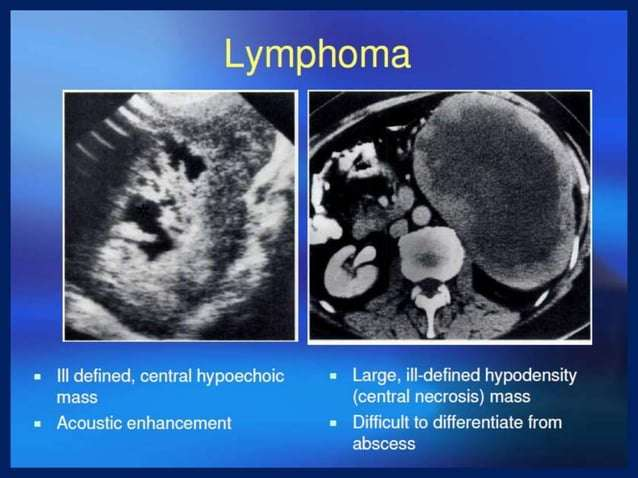 Lymphoma
Ill defined, central hypoechoic
mass
Acoustic enhancement
Large, ill-defined hypodensity
(central necrosis) mass
Difficult to differentiate from
abscess